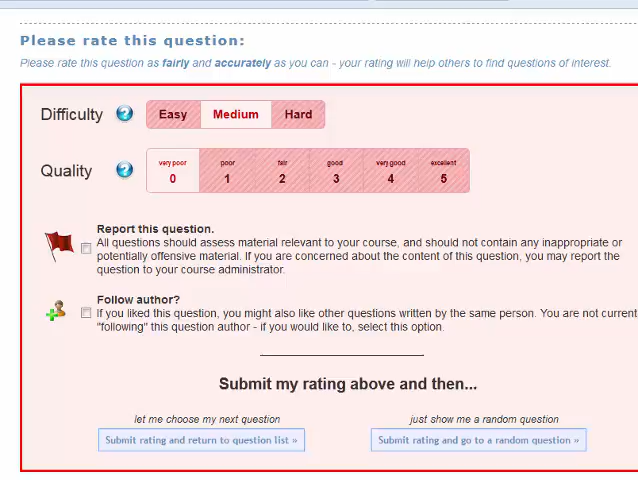 Please rate this question:
Please rate this question as fairly and accurately as you can - your rating will help others to find questions of interest.
Difficulty Easy Medium Hard
Quality
very poor poor fair good very good excellent
0 1 2 3 4 5
Report this question.
All questions should assess material relevant to your course, and should not contain any inappropriate or
potentially offensive material. If you are concerned about the content of this question, you may report the
question to your course administrator.
Follow author?
If you liked this question, you might also like other questions written by the same person. You are not current
"following" this question author - if you would like to, select this option.
Submit my rating above and then...
let me choose my next question just show me a random question
Submit rating and return to question list » Submit rating and go to a random question »